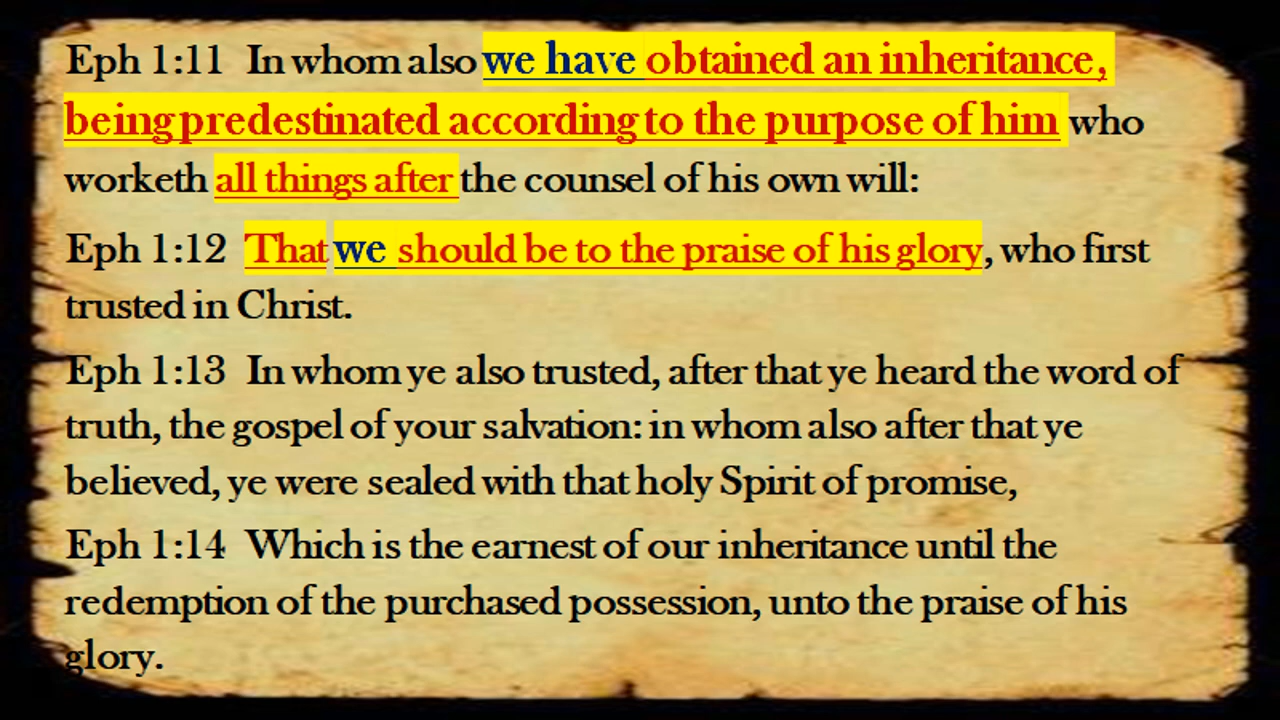 Eph 1:11 In whom also we have obtained an inheritance,
being predestinated according to the purpose of him who
worketh all things after the counsel of his own will:
Eph 1:12 That we should be to the praise of his glory, who first
trusted in Christ.
Eph 1:13 In whom ye also trusted, after that ye heard the word of
truth, the gospel of your salvation: in whom also after that ye
believed, ye were sealed with that holy Spirit of promise,
Eph 1:14 Which is the earnest of our inheritance until the
redemption of the purchased possession, unto the praise of his
glory.